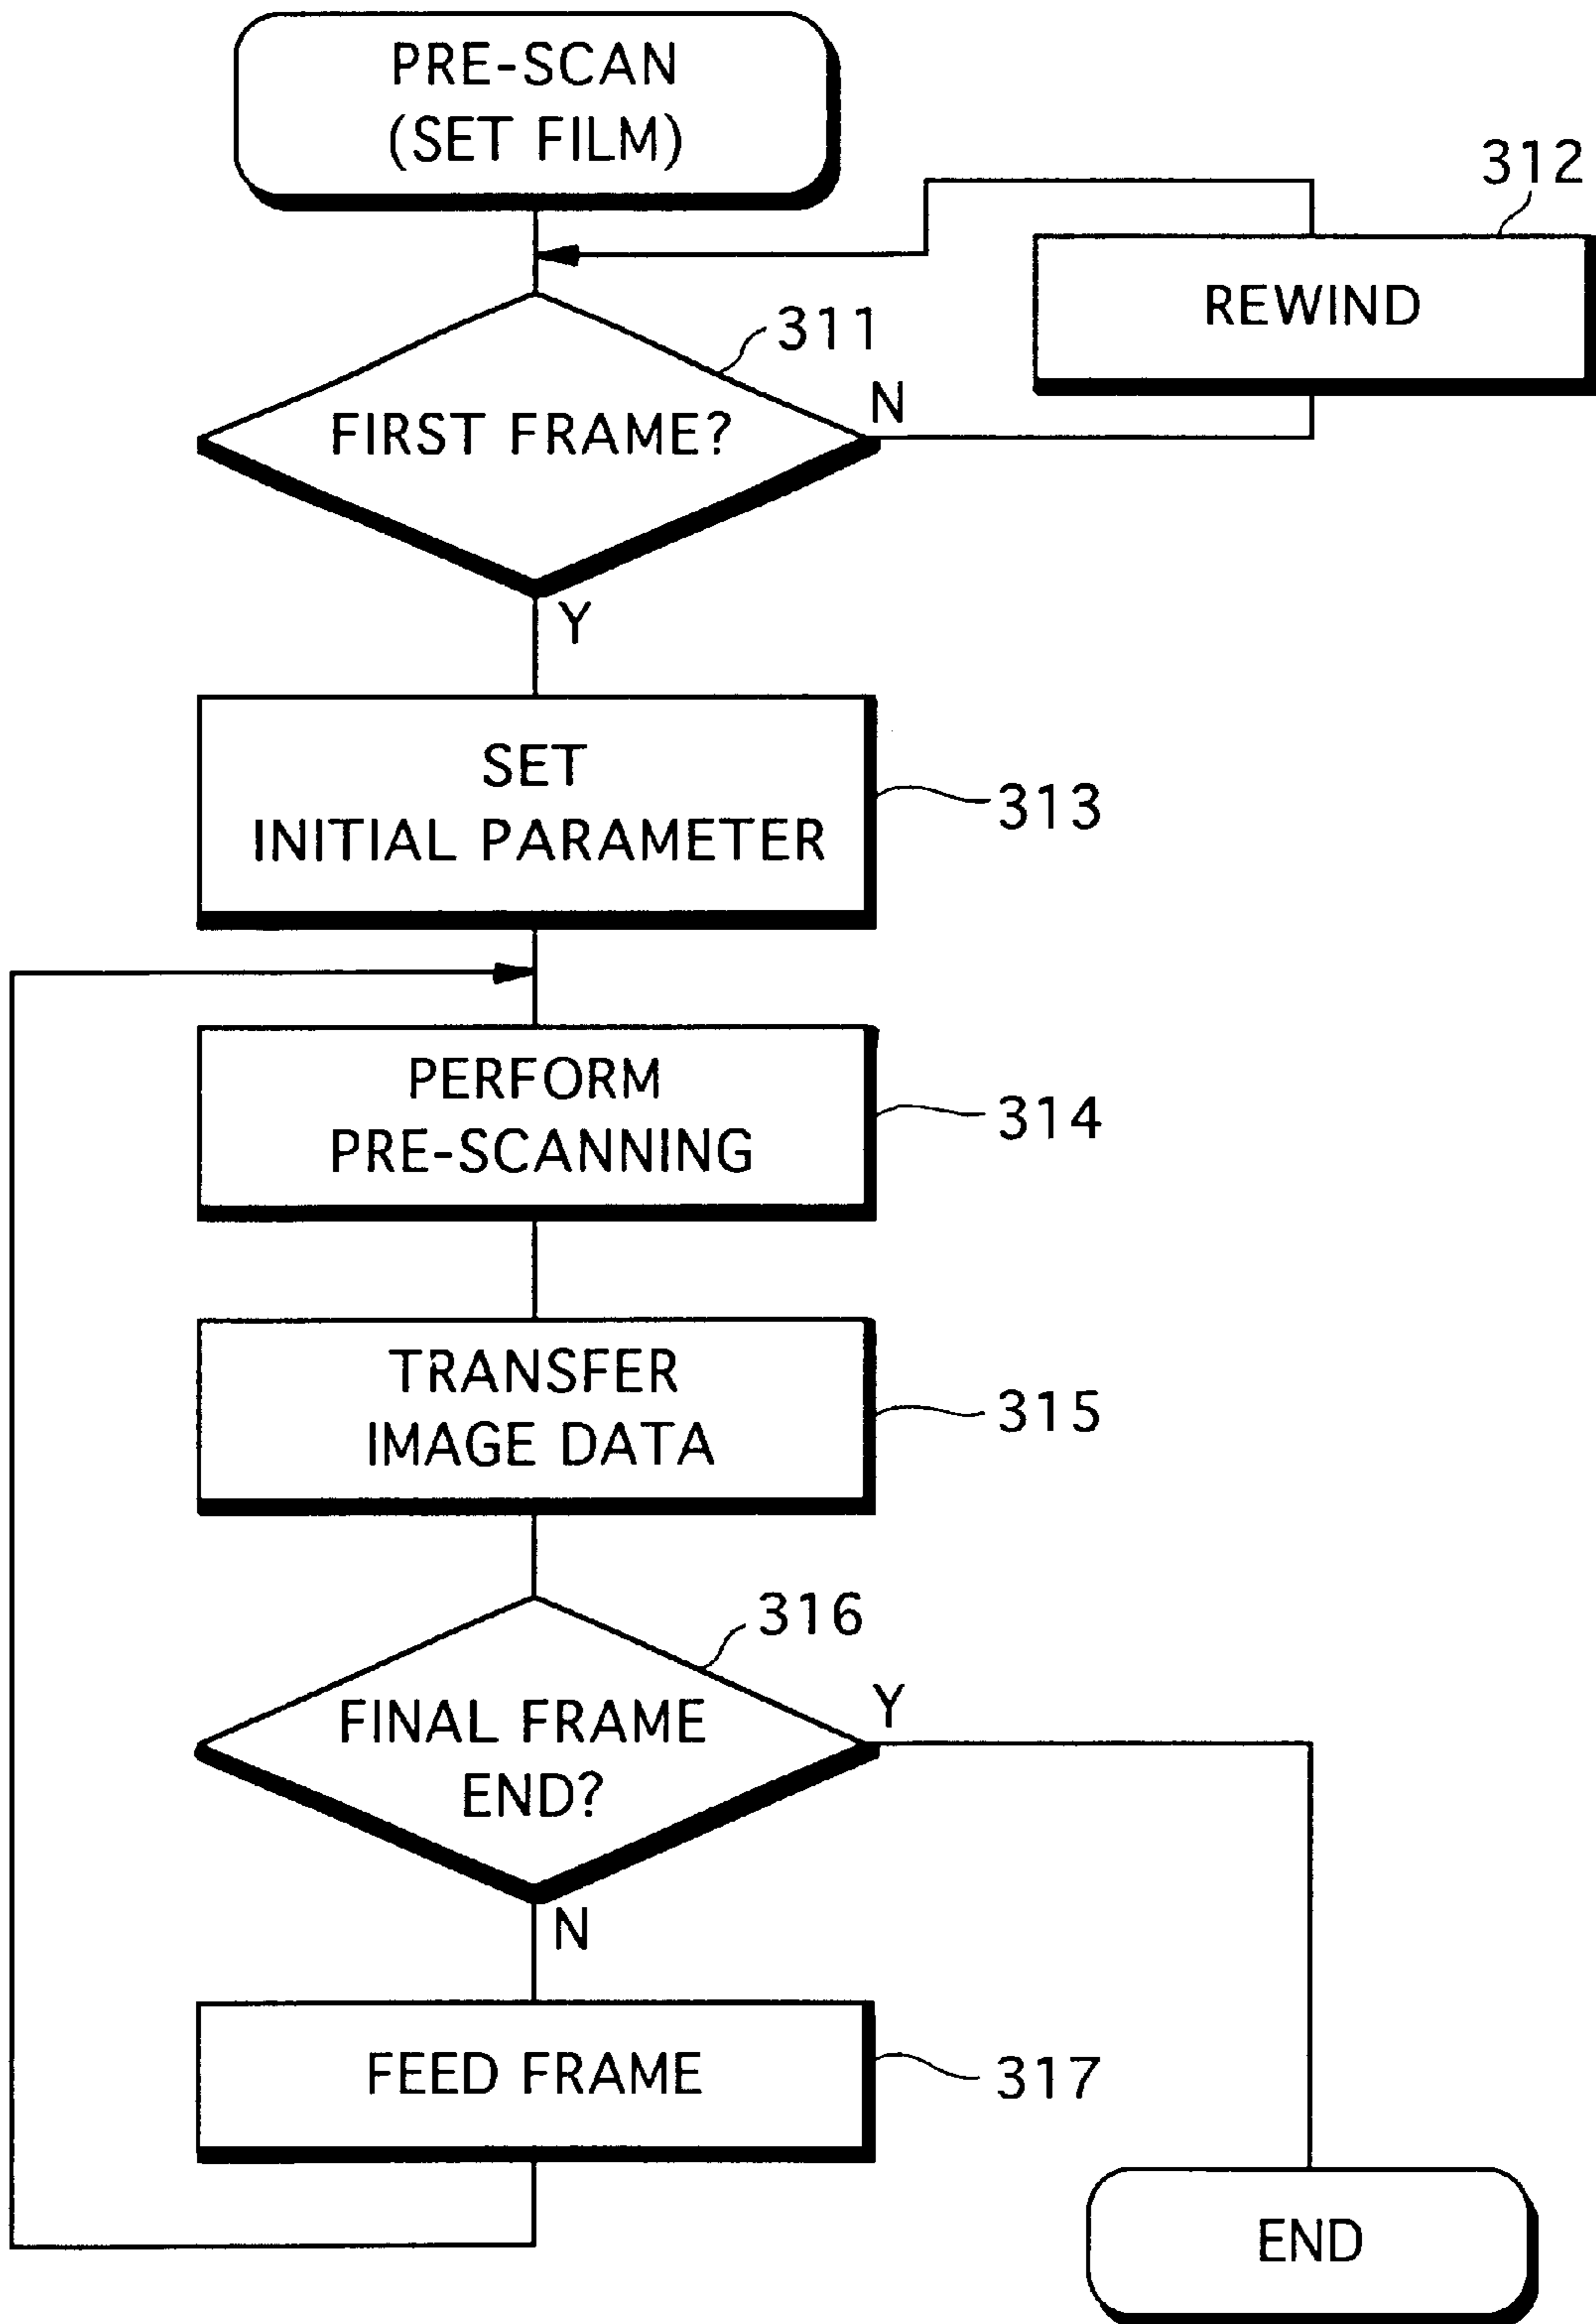 PRE-SCAN
(SET FILM)
312
REWIND
311
FIRST FRAME?
N
Y
SET
INITIAL PARAMETER
313
PERFORM
PRE-SCANNING
314
TRANSFER
IMAGE DATA
315
316
FINAL FRAME
END?
Y
N
FEED FRAME
317
END